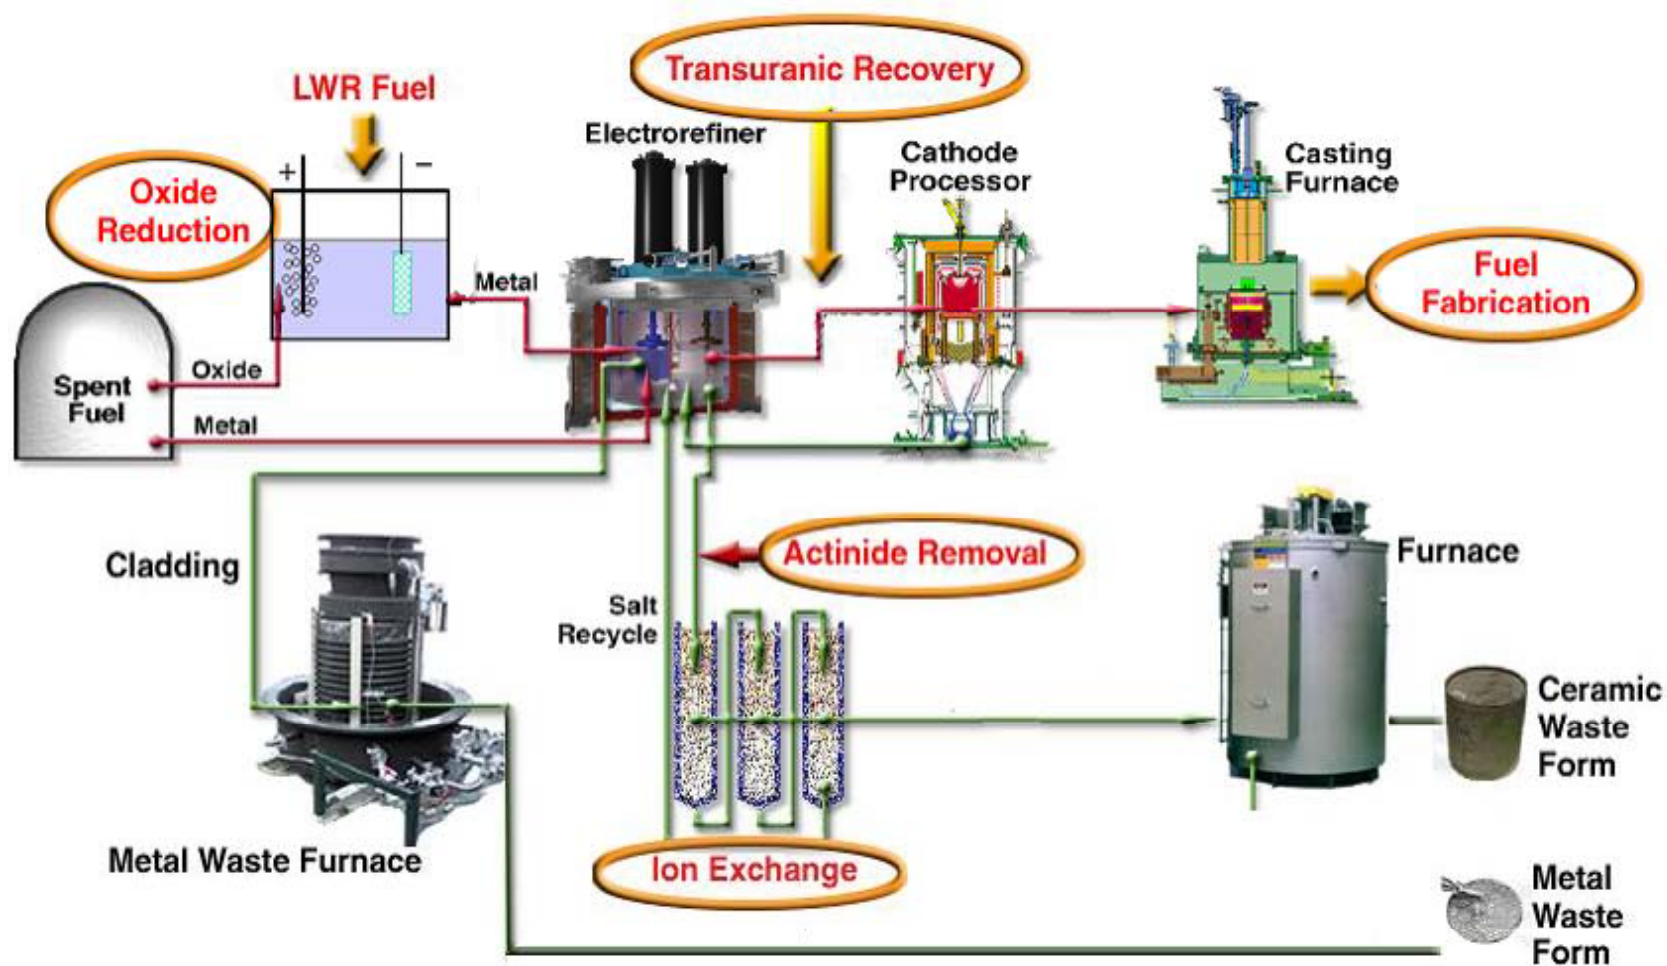 Transuranic Recovery
LWR Fuel
Electrorefiner
Cathode
Processor
Casting
Furnace
+
−
Oxide
Reduction
Metal
Fuel
Fabrication
Spent
Fuel
Oxide
Metal
Cladding
Actinide Removal
Furnace
Salt
Recycle
Ceramic
Waste
Form
Metal Waste Furnace
Ion Exchange
Metal
Waste
Form